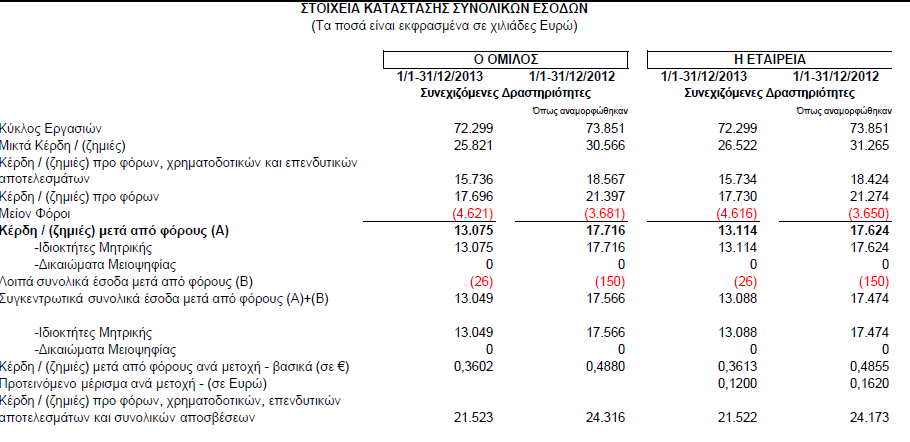 ΣΤΟΙΧΕΙΑ ΚΑΤΑΣΤΑΣΗΣ ΣΥΝΟΛΙΚΩΝ ΕΣΟΔΩΝ
(Τα ποσά είναι εκφρασμένα σε χιλιάδες Ευρώ)
Ο ΟΜΙΛΟΣ Η ΕΤΑΙΡΕΙΑ
1/1-31/12/2013 1/1-31/12/2012 1/1-31/12/2013 1/1-31/12/2012
Συνεχιζόμενες Δραστηριότητες Συνεχιζόμενες Δραστηριότητες
Όπως αναμορφώθηκαν Όπως αναμορφώθηκαν
Κύκλος Εργασιών 72.299 73.851 72.299 73.851
Μικτά Κέρδη / (ζημιές) 25.821 30.566 26.522 31.265
Κέρδη / (ζημιές) προ φόρων, χρηματοδοτικών και επενδυτικών
αποτελεσμάτων 15.736 18.567 15.734 18.424
Κέρδη / (ζημιές) προ φόρων 17.696 21.397 17.730 21.274
Μείον Φόροι (4.621) (3.681) (4.616) (3.650)
Κέρδη / (ζημιές) μετά από φόρους (Α) 13.075 17.716 13.114 17.624
-Ιδιοκτήτες Μητρικής 13.075 17.716 13.114 17.624
-Δικαιώματα Μειοψηφίας 0 0 0 0
Λοιπά συνολικά έσοδα μετά από φόρους (Β) (26) (150) (26) (150)
Συγκεντρωτικά συνολικά έσοδα μετά από φόρους (Α)+(Β) 13.049 17.566 13.088 17.474
-Ιδιοκτήτες Μητρικής 13.049 17.566 13.088 17.474
-Δικαιώματα Μειοψηφίας 0 0 0 0
Κέρδη / (ζημιές) μετά από φόρους ανά μετοχή - βασικά (σε €) 0,3602 0,4880 0,3613 0,4855
Προτεινόμενο μέρισμα ανά μετοχή - (σε Ευρώ) 0,1200 0,1620
Κέρδη / (ζημιές) προ φόρων, χρηματοδοτικών, επενδυτικών
αποτελεσμάτων και συνολικών αποσβέσεων 21.523 24.316 21.522 24.173